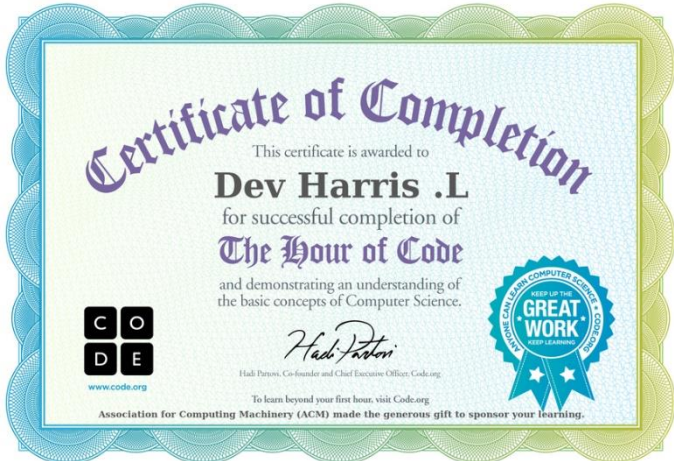 Certificate of Completion
This certificate is awarded to
Dev Harris .L
for successful completion of
The Hour of Code
and demonstrating an understanding of
the basic concepts of Computer Science.
C O
D E
www.code.org
Hadi Partovi
Hadi Partovi, Co-founder and Chief Executive Officer, Code.org
ANYONE CAN LEARN COMPUTER SCIENCE • CODE.ORG
KEEP UP THE
GREAT
WORK
KEEP LEARNING
To learn beyond your first hour, visit Code.org
Association for Computing Machinery (ACM) made the generous gift to sponsor your learning.